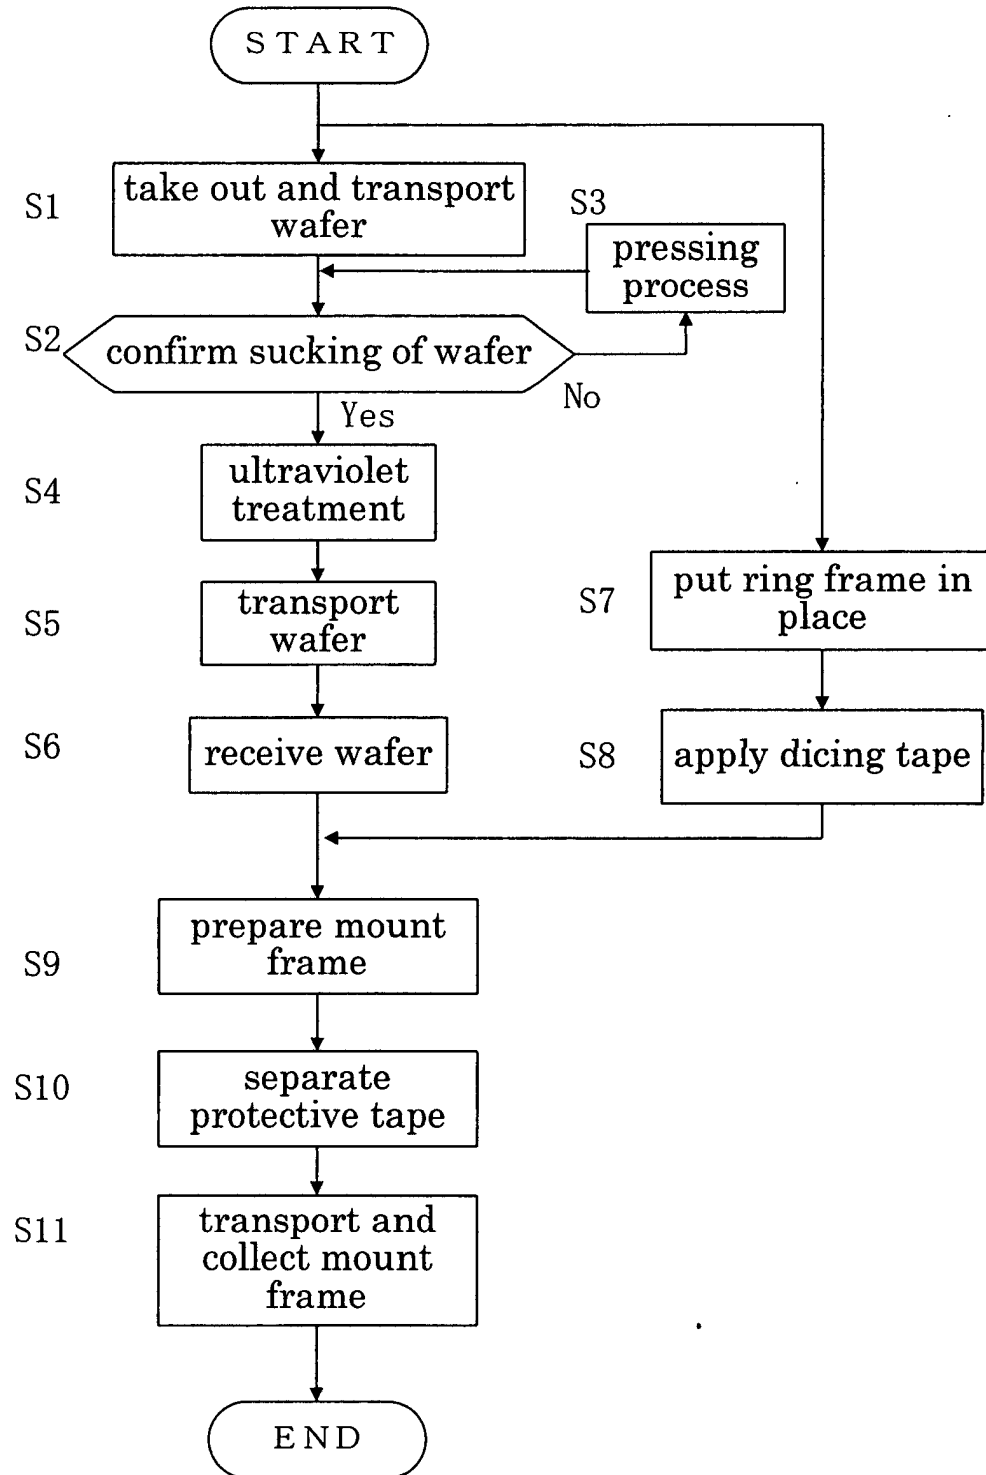 START
S1
take out and transport
wafer
S3
pressing
process
S2
confirm sucking of wafer
No
Yes
S4
ultraviolet
treatment
S5
transport
wafer
S7
put ring frame in
place
S6
receive wafer
S8
apply dicing tape
S9
prepare mount
frame
S10
separate
protective tape
S11
transport and
collect mount
frame
END